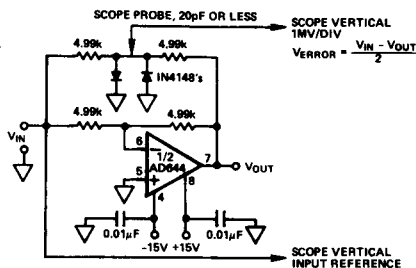 SCOPE PROBE, 20pF OR LESS
SCOPE VERTICAL
1MV/DIV
VERROR = VIN - VOUT
2
4.99k
4.99k
IN4148's
4.99k
4.99k
VIN
6
-
1/2
AD644
7
VOUT
5
+
8
4
0.01µF
-15V +15V
0.01µF
SCOPE VERTICAL
INPUT REFERENCE